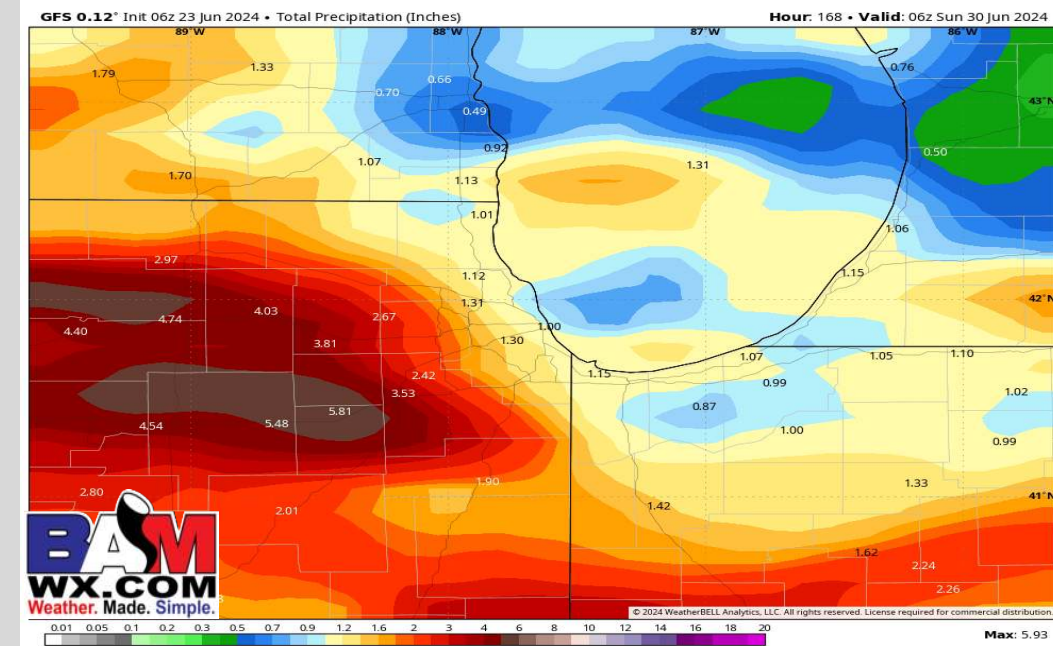 GFS 0.12° Init 06z 23 Jun 2024 • Total Precipitation (Inches)
Hour: 168 • Valid: 06z Sun 30 Jun 2024
89°W 88°W 87°W 86°W
1.79 1.33 0.76
0.66
0.70
43°N
0.49
0.92 0.50
1.07 1.31
1.70 1.13
1.01
1.06
2.97
1.12 1.15
1.31 42°N
4.03
4.74 2.67
4.40 1.00
3.81 1.30
1.07 1.05 1.10
2.42 1.15
0.99
3.53 1.02
0.87
5.81
4.54 5.48 1.00
0.99
1.90 1.33
2.80 41°N
2.01 1.42
1.62
2.24
2.26
BAM
WX.COM
Weather. Made. Simple.
© 2024 WeatherBELL Analytics, LLC. All rights reserved. License required for commercial distribution.
0.01 0.05 0.1 0.2 0.3 0.5 0.7 0.9 1.2 1.6 2 3 4 6 8 10 12 14 16 18 20
Max: 5.93